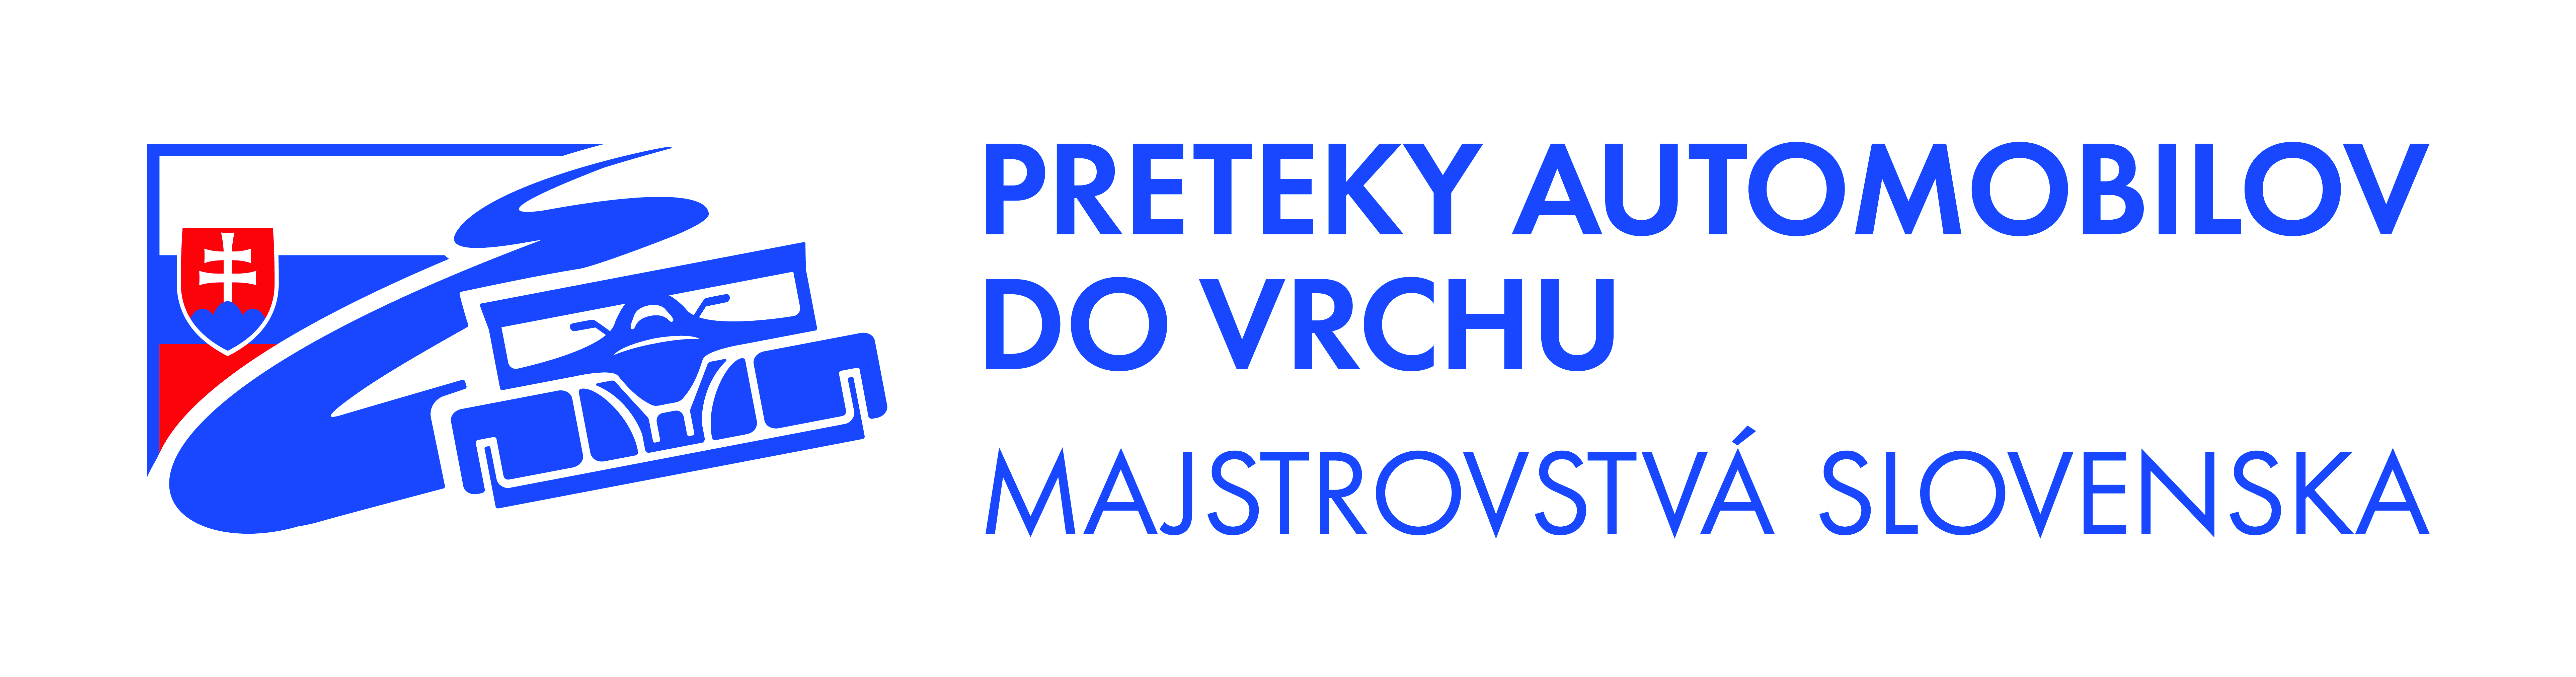 PRETEKY AUTOMOBILOV
DO VRCHU
MAJSTROVSTVÁ SLOVENSKA